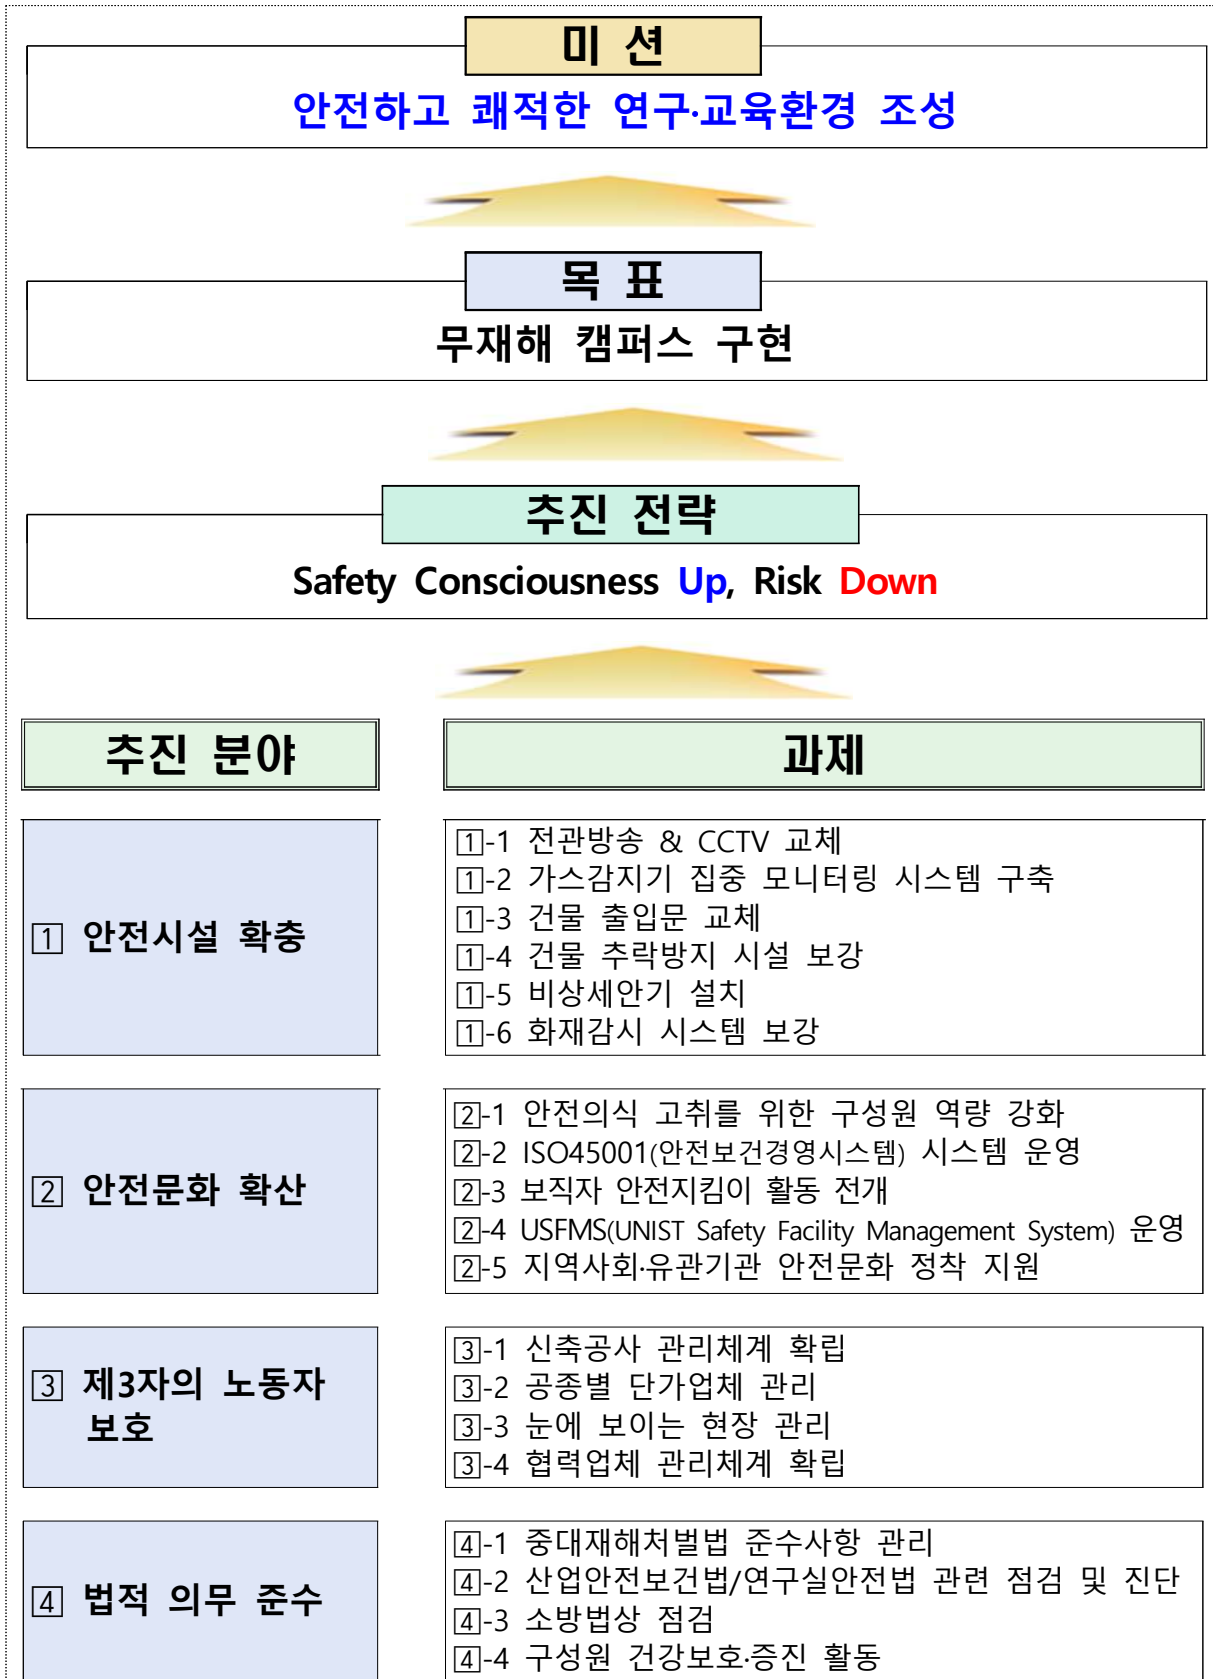 미 션
안전하고 쾌적한 연구·교육환경 조성
목 표
무재해 캠퍼스 구현
추진 전략
Safety Consciousness Up, Risk Down
추진 분야
과제
1 안전시설 확충
1-1 전관방송 & CCTV 교체
1-2 가스감지기 집중 모니터링 시스템 구축
1-3 건물 출입문 교체
1-4 건물 추락방지 시설 보강
1-5 비상세안기 설치
1-6 화재감시 시스템 보강
2 안전문화 확산
2-1 안전의식 고취를 위한 구성원 역량 강화
2-2 ISO45001(안전보건경영시스템) 시스템 운영
2-3 보직자 안전지킴이 활동 전개
2-4 USFMS(UNIST Safety Facility Management System) 운영
2-5 지역사회·유관기관 안전문화 정착 지원
3 제3자의 노동자
보호
3-1 신축공사 관리체계 확립
3-2 공종별 단가업체 관리
3-3 눈에 보이는 현장 관리
3-4 협력업체 관리체계 확립
4 법적 의무 준수
4-1 중대재해처벌법 준수사항 관리
4-2 산업안전보건법/연구실안전법 관련 점검 및 진단
4-3 소방법상 점검
4-4 구성원 건강보호·증진 활동